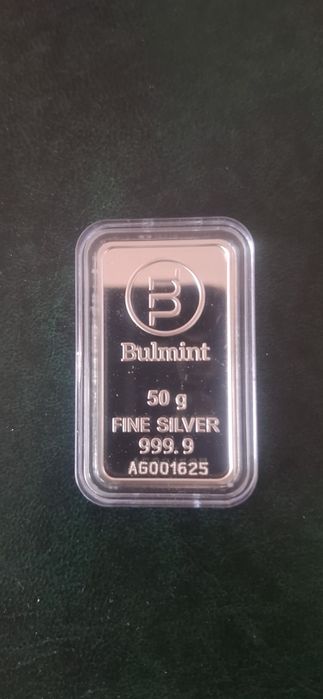 Bulmint
50 g
FINE SILVER
999.9
AG001625